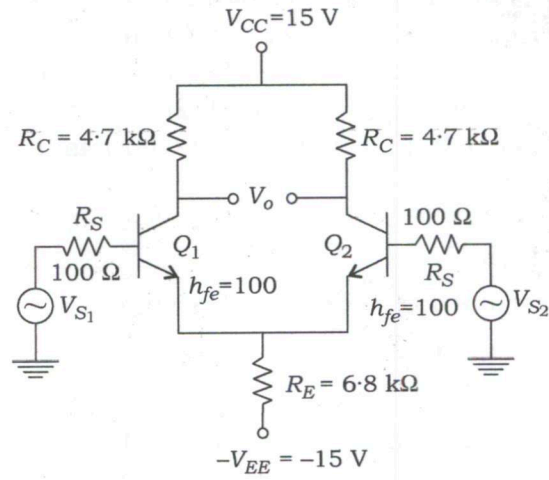 V_CC = 15 V
R_C = 4·7 kΩ
R_C = 4·7 kΩ
V_o
R_S
100 Ω
Q_1
Q_2
100 Ω
R_S
h_fe = 100
h_fe = 100
V_S1
V_S2
R_E = 6·8 kΩ
-V_EE = -15 V